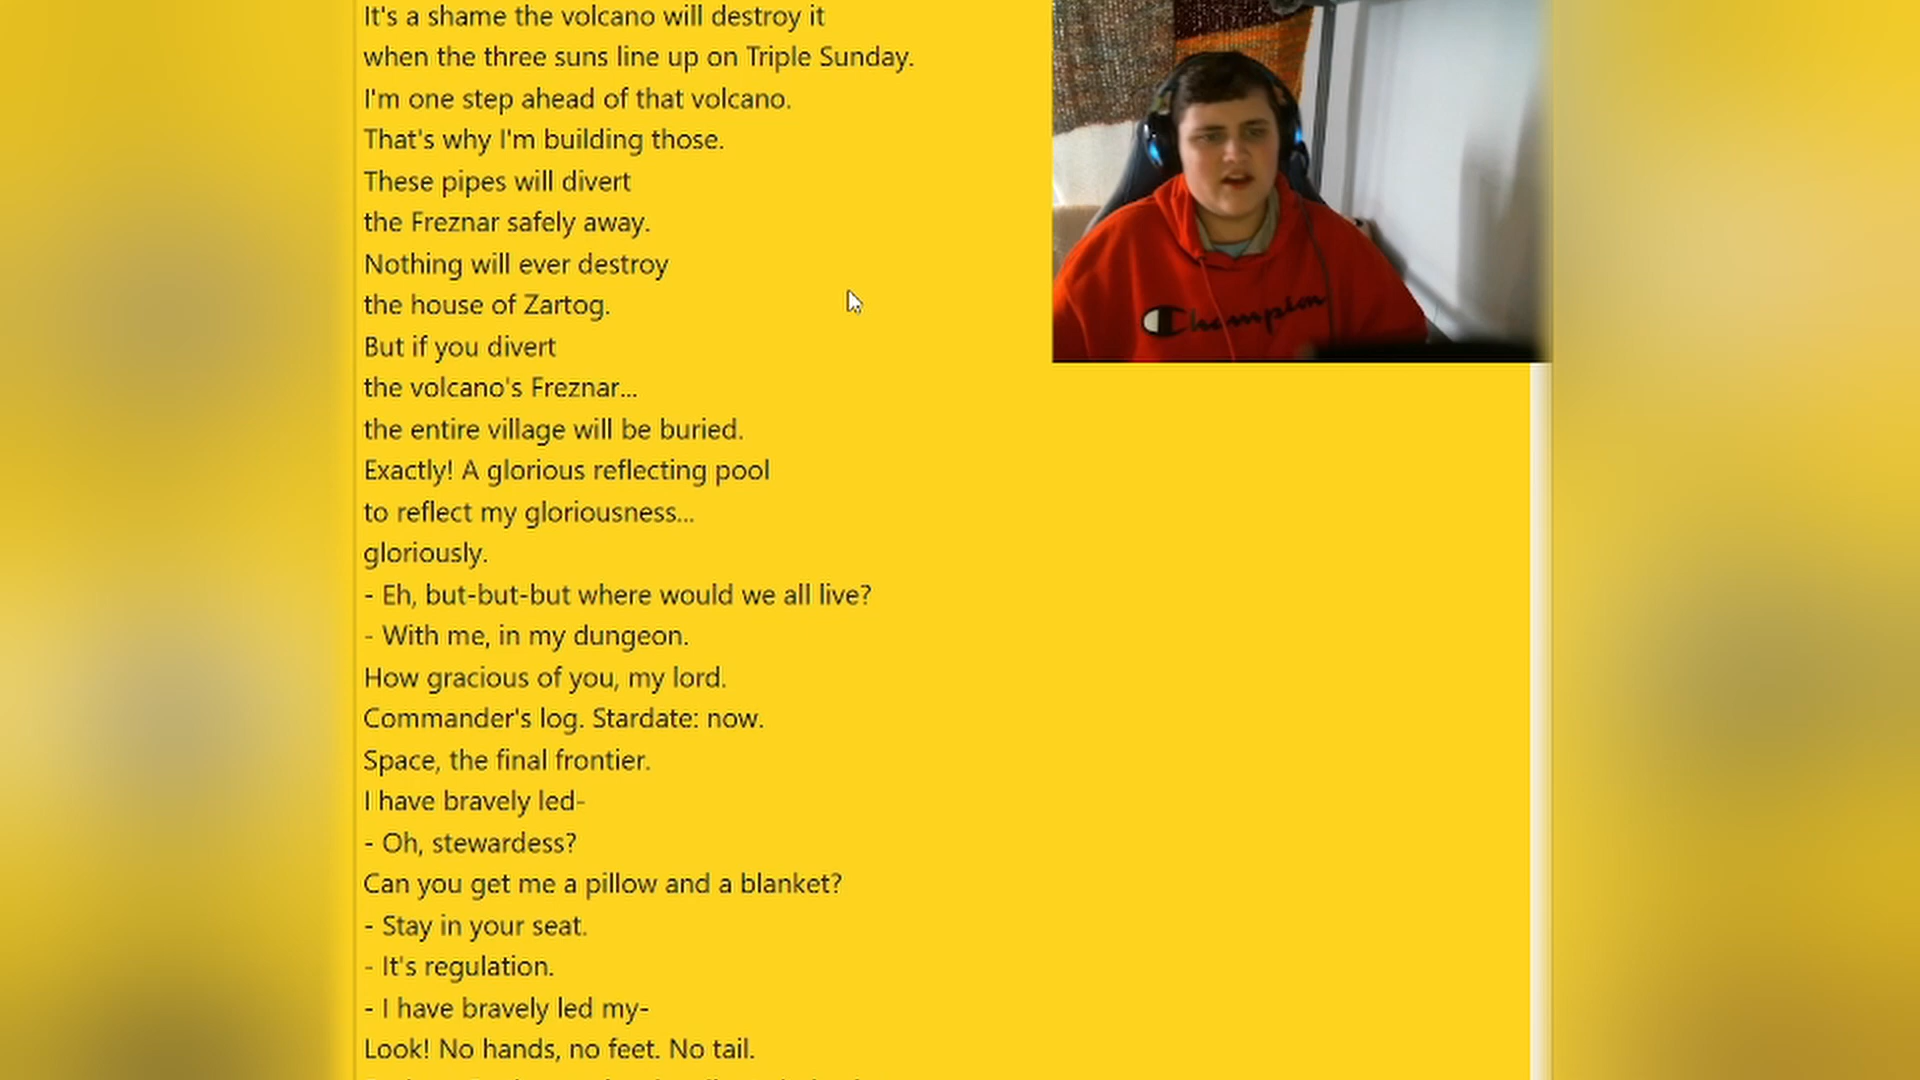 It's a shame the volcano will destroy it
when the three suns line up on Triple Sunday.
I'm one step ahead of that volcano.
That's why I'm building those.
These pipes will divert
the Freznar safely away.
Nothing will ever destroy
the house of Zartog.
But if you divert
the volcano's Freznar...
the entire village will be buried.
Exactly! A glorious reflecting pool
to reflect my gloriousness...
gloriously.
- Eh, but-but-but where would we all live?
- With me, in my dungeon.
How gracious of you, my lord.
Commander's log. Stardate: now.
Space, the final frontier.
I have bravely led-
- Oh, stewardess?
Can you get me a pillow and a blanket?
- Stay in your seat.
- It's regulation.
- I have bravely led my-
Look! No hands, no feet. No tail.
Champion